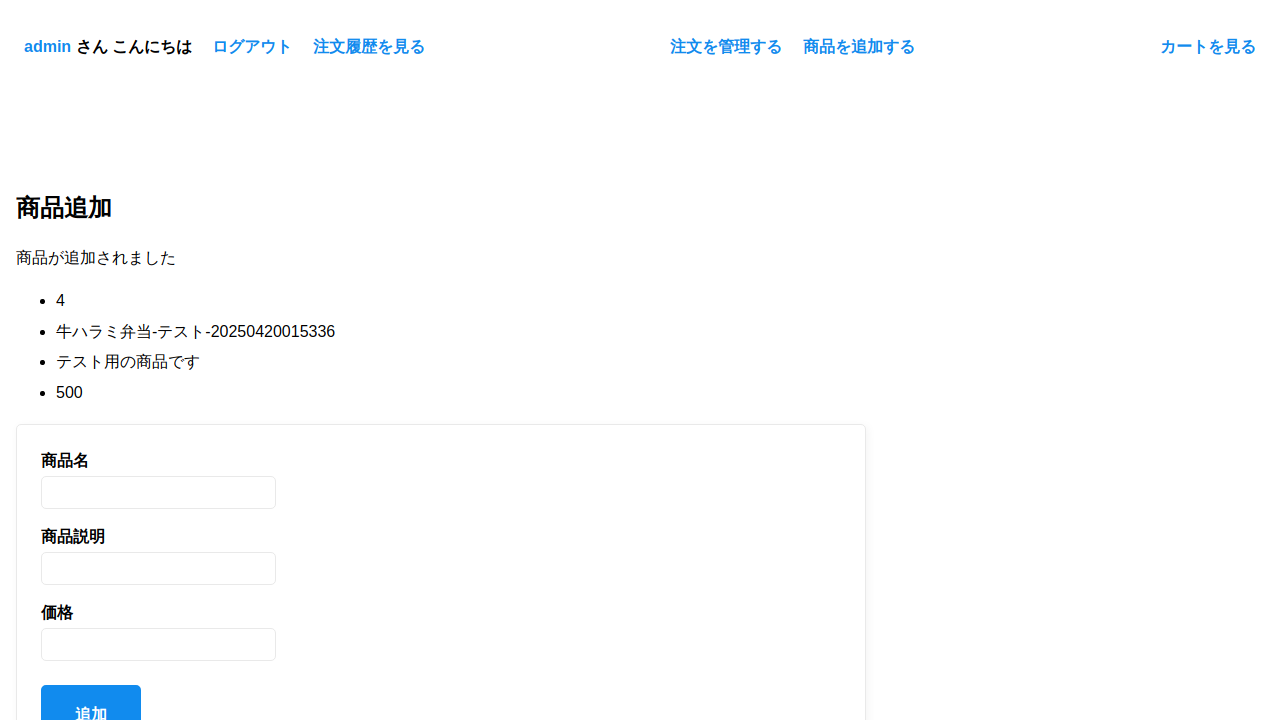 admin さん こんにちは ログアウト 注文履歴を見る 注文を管理する 商品を追加する カートを見る
商品追加
商品が追加されました
4
牛ハラミ弁当-テスト-20250420015336
テスト用の商品です
500
商品名
商品説明
価格
追加